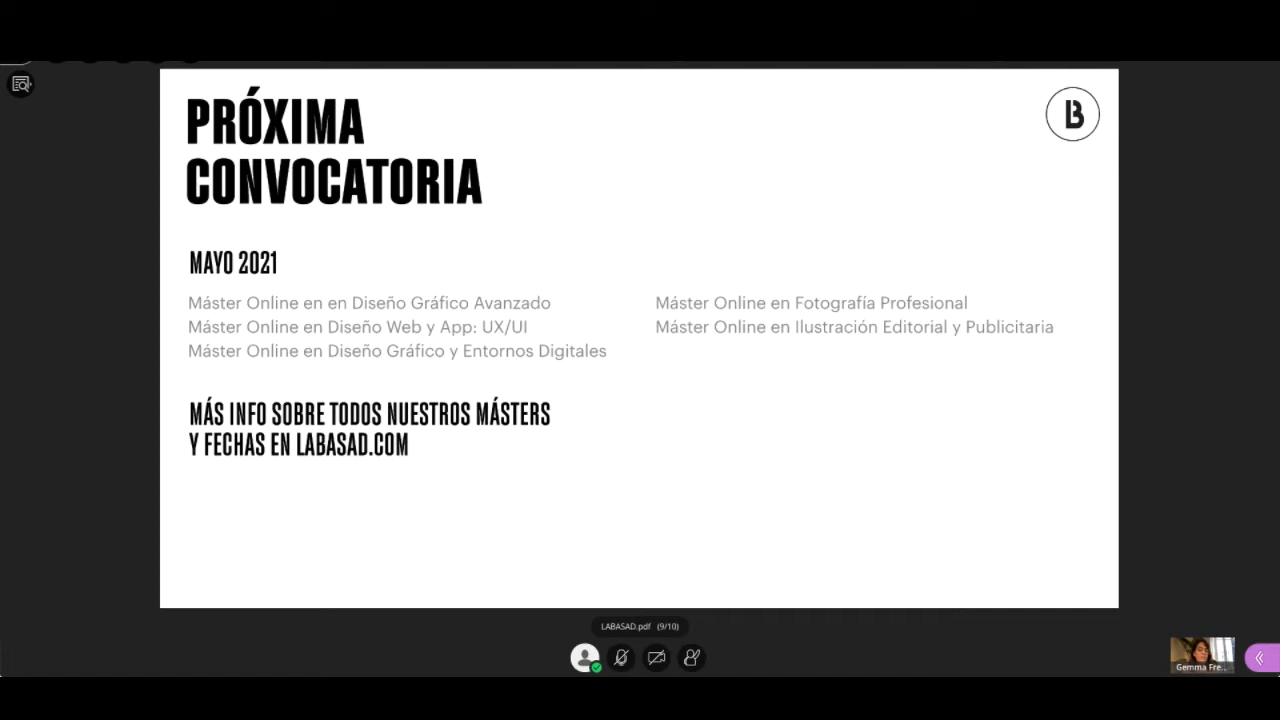 PRÓXIMA
CONVOCATORIA
B
MAYO 2021
Máster Online en en Diseño Gráfico Avanzado
Máster Online en Diseño Web y App: UX/UI
Máster Online en Diseño Gráfico y Entornos Digitales
Máster Online en Fotografía Profesional
Máster Online en Ilustración Editorial y Publicitaria
MÁS INFO SOBRE TODOS NUESTROS MÁSTERS
Y FECHAS EN LABASAD.COM
LABASAD.pdf (9/10)
Gemma Fre...